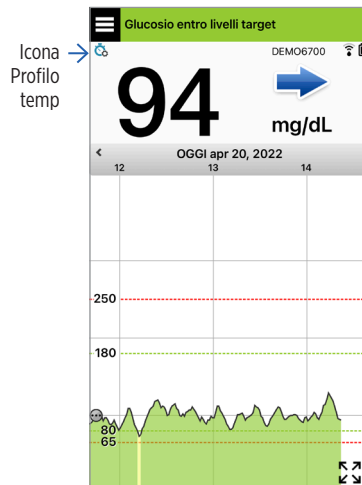 Glucosio entro livelli target
Icona
Profilo
temp
DEMO6700
94
mg/dL
OGGI apr 20, 2022
12 13 14
250
180
80
65